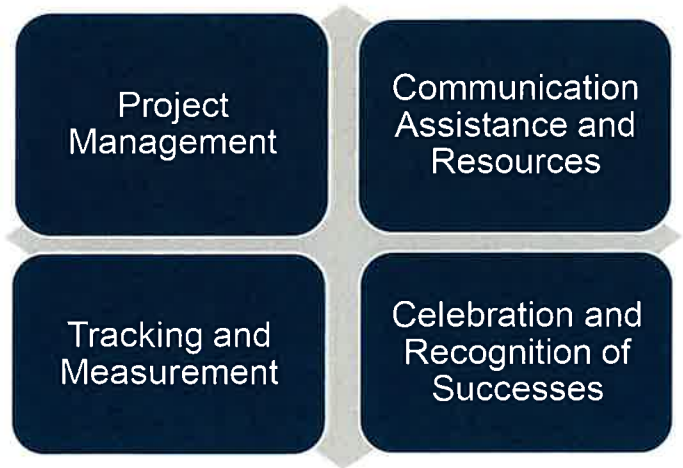 Project
Management
Communication
Assistance and
Resources
Tracking and
Measurement
Celebration and
Recognition of
Successes